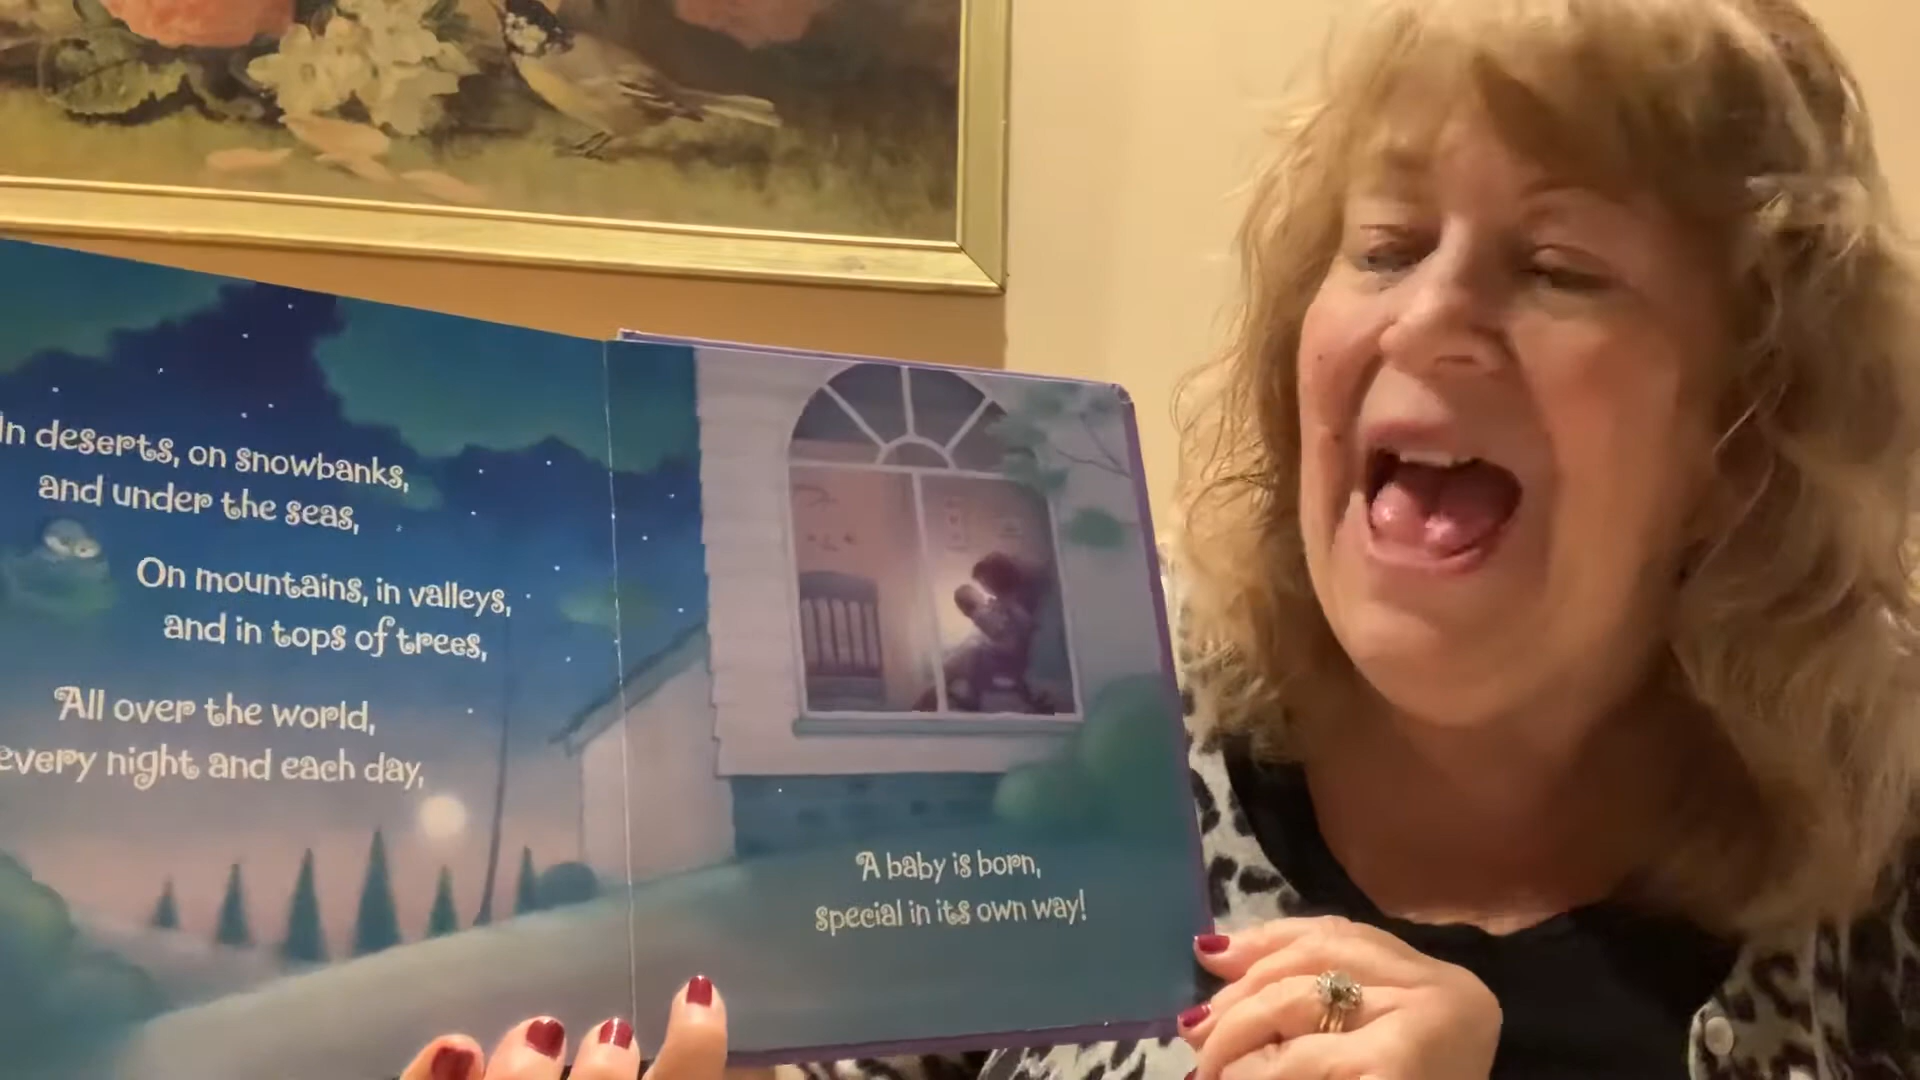 In deserts, on snowbanks,
and under the seas,
On mountains, in valleys,
and in tops of trees,
All over the world,
every night and each day,
A baby is born,
special in its own way!